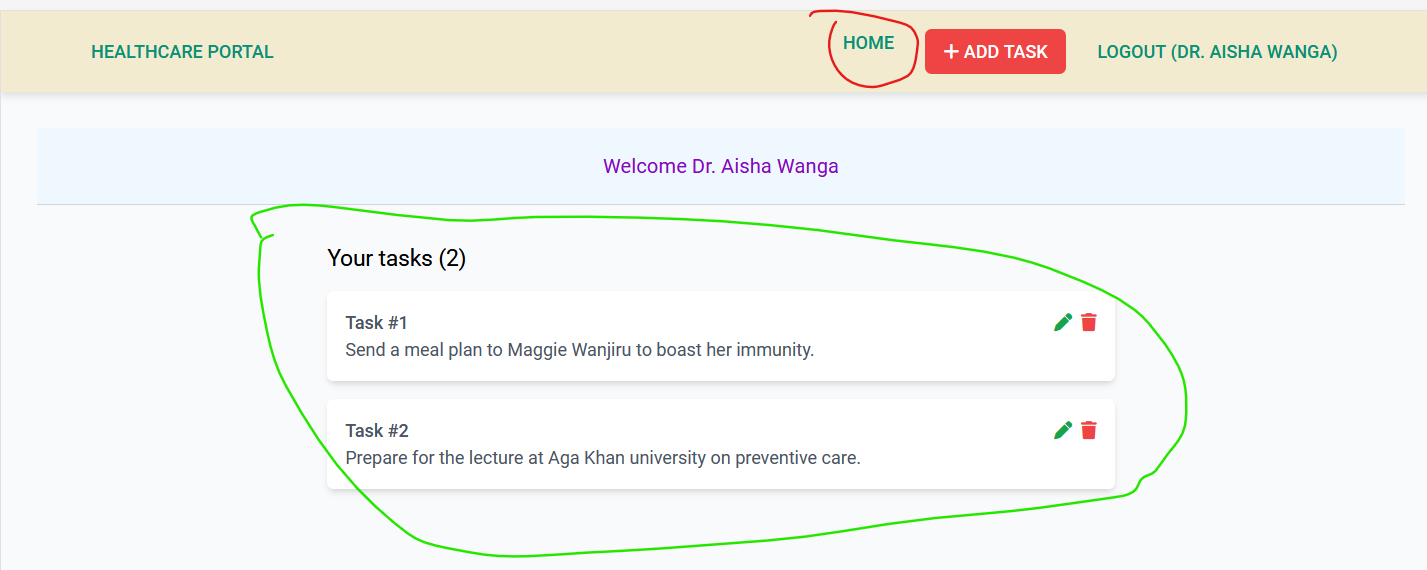 HEALTHCARE PORTAL
HOME
ADD TASK
LOGOUT (DR. AISHA WANGA)
Welcome Dr. Aisha Wanga
Your tasks (2)
Task #1
Send a meal plan to Maggie Wanjiru to boast her immunity.
Task #2
Prepare for the lecture at Aga Khan university on preventive care.